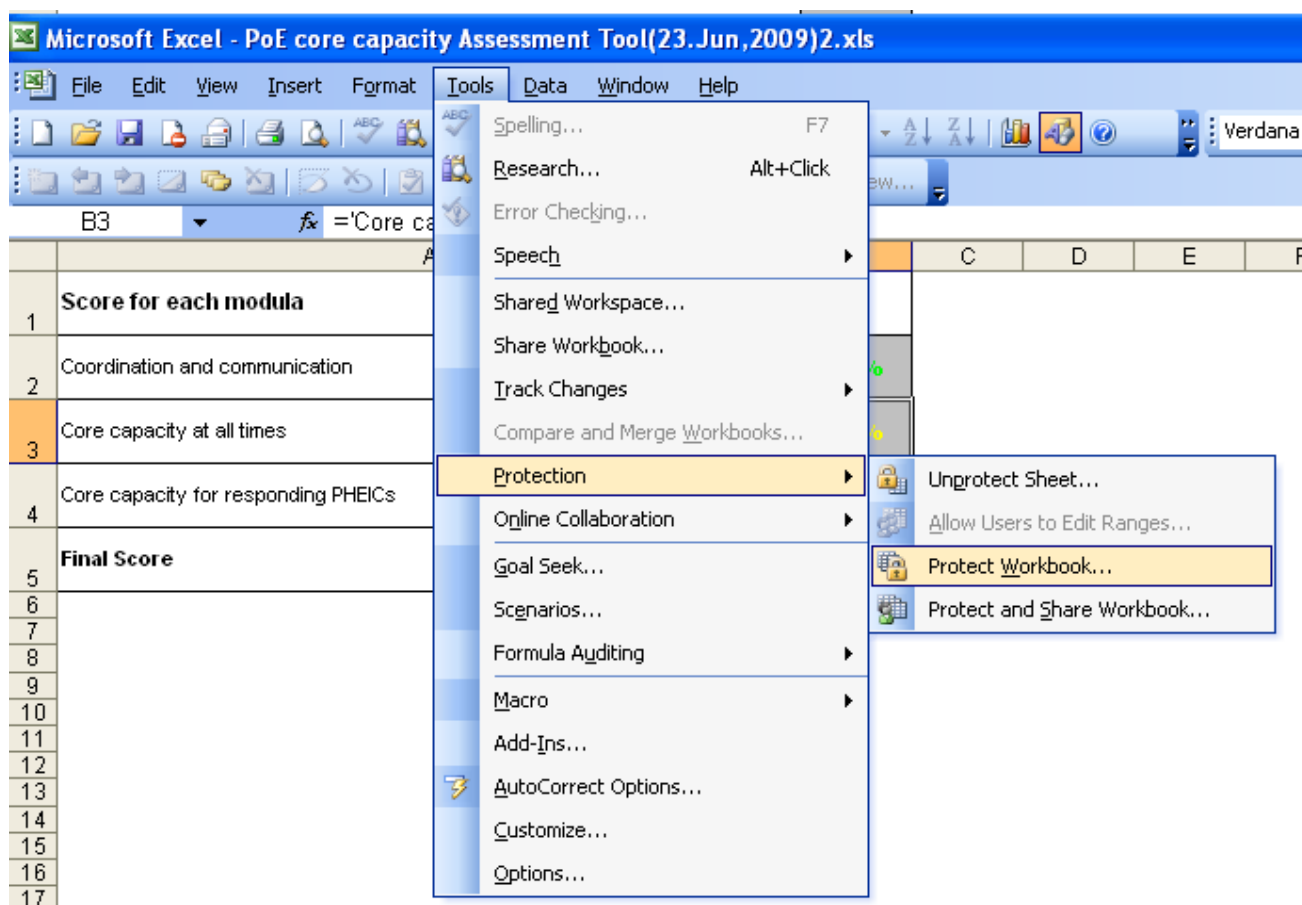 Microsoft Excel - PoE core capacity Assessment Tool(23.Jun,2009)2.xls
File Edit View Insert Format Tools Data Window Help
Verdana
B3 fx ='Core ca
C D E F
Spelling... F7
Research... Alt+Click
Error Checking...
Speech
Shared Workspace...
Share Workbook...
Track Changes
Compare and Merge Workbooks...
Protection
Online Collaboration
Goal Seek...
Scenarios...
Formula Auditing
Macro
Add-Ins...
AutoCorrect Options...
Customize...
Options...
Unprotect Sheet...
Allow Users to Edit Ranges...
Protect Workbook...
Protect and Share Workbook...
1 Score for each modula
2 Coordination and communication
3 Core capacity at all times
4 Core capacity for responding PHEICs
5 Final Score
6
7
8
9
10
11
12
13
14
15
16
17